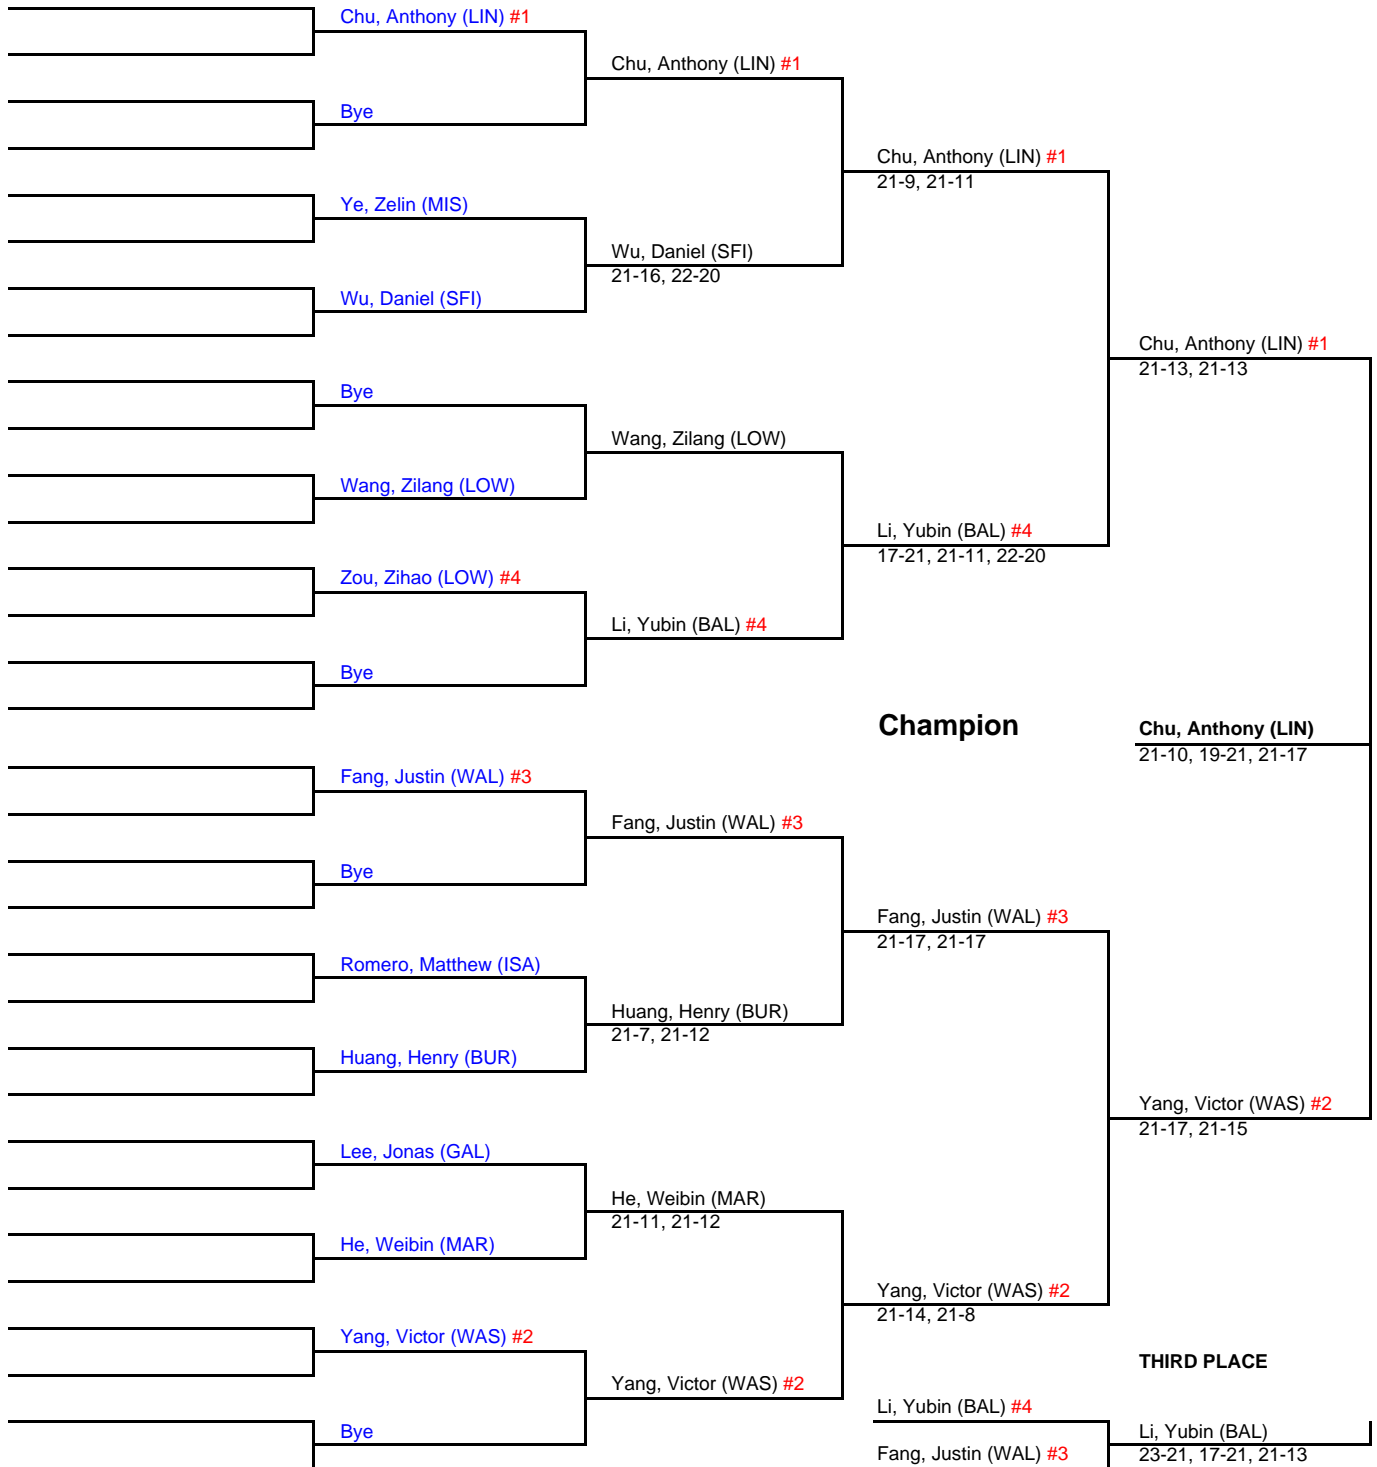 Chu, Anthony (LIN) #1
Chu, Anthony (LIN) #1
Bye
Chu, Anthony (LIN) #1
21-9, 21-11
Ye, Zelin (MIS)
Wu, Daniel (SFI)
21-16, 22-20
Wu, Daniel (SFI)
Chu, Anthony (LIN) #1
21-13, 21-13
Bye
Wang, Zilang (LOW)
Wang, Zilang (LOW)
Li, Yubin (BAL) #4
17-21, 21-11, 22-20
Zou, Zihao (LOW) #4
Li, Yubin (BAL) #4
Bye
Champion
Chu, Anthony (LIN)
21-10, 19-21, 21-17
Fang, Justin (WAL) #3
Fang, Justin (WAL) #3
Bye
Fang, Justin (WAL) #3
21-17, 21-17
Romero, Matthew (ISA)
Huang, Henry (BUR)
21-7, 21-12
Huang, Henry (BUR)
Yang, Victor (WAS) #2
21-17, 21-15
Lee, Jonas (GAL)
He, Weibin (MAR)
21-11, 21-12
He, Weibin (MAR)
Yang, Victor (WAS) #2
21-14, 21-8
Yang, Victor (WAS) #2
THIRD PLACE
Yang, Victor (WAS) #2
Li, Yubin (BAL) #4
Bye
Li, Yubin (BAL)
Fang, Justin (WAL) #3
23-21, 17-21, 21-13